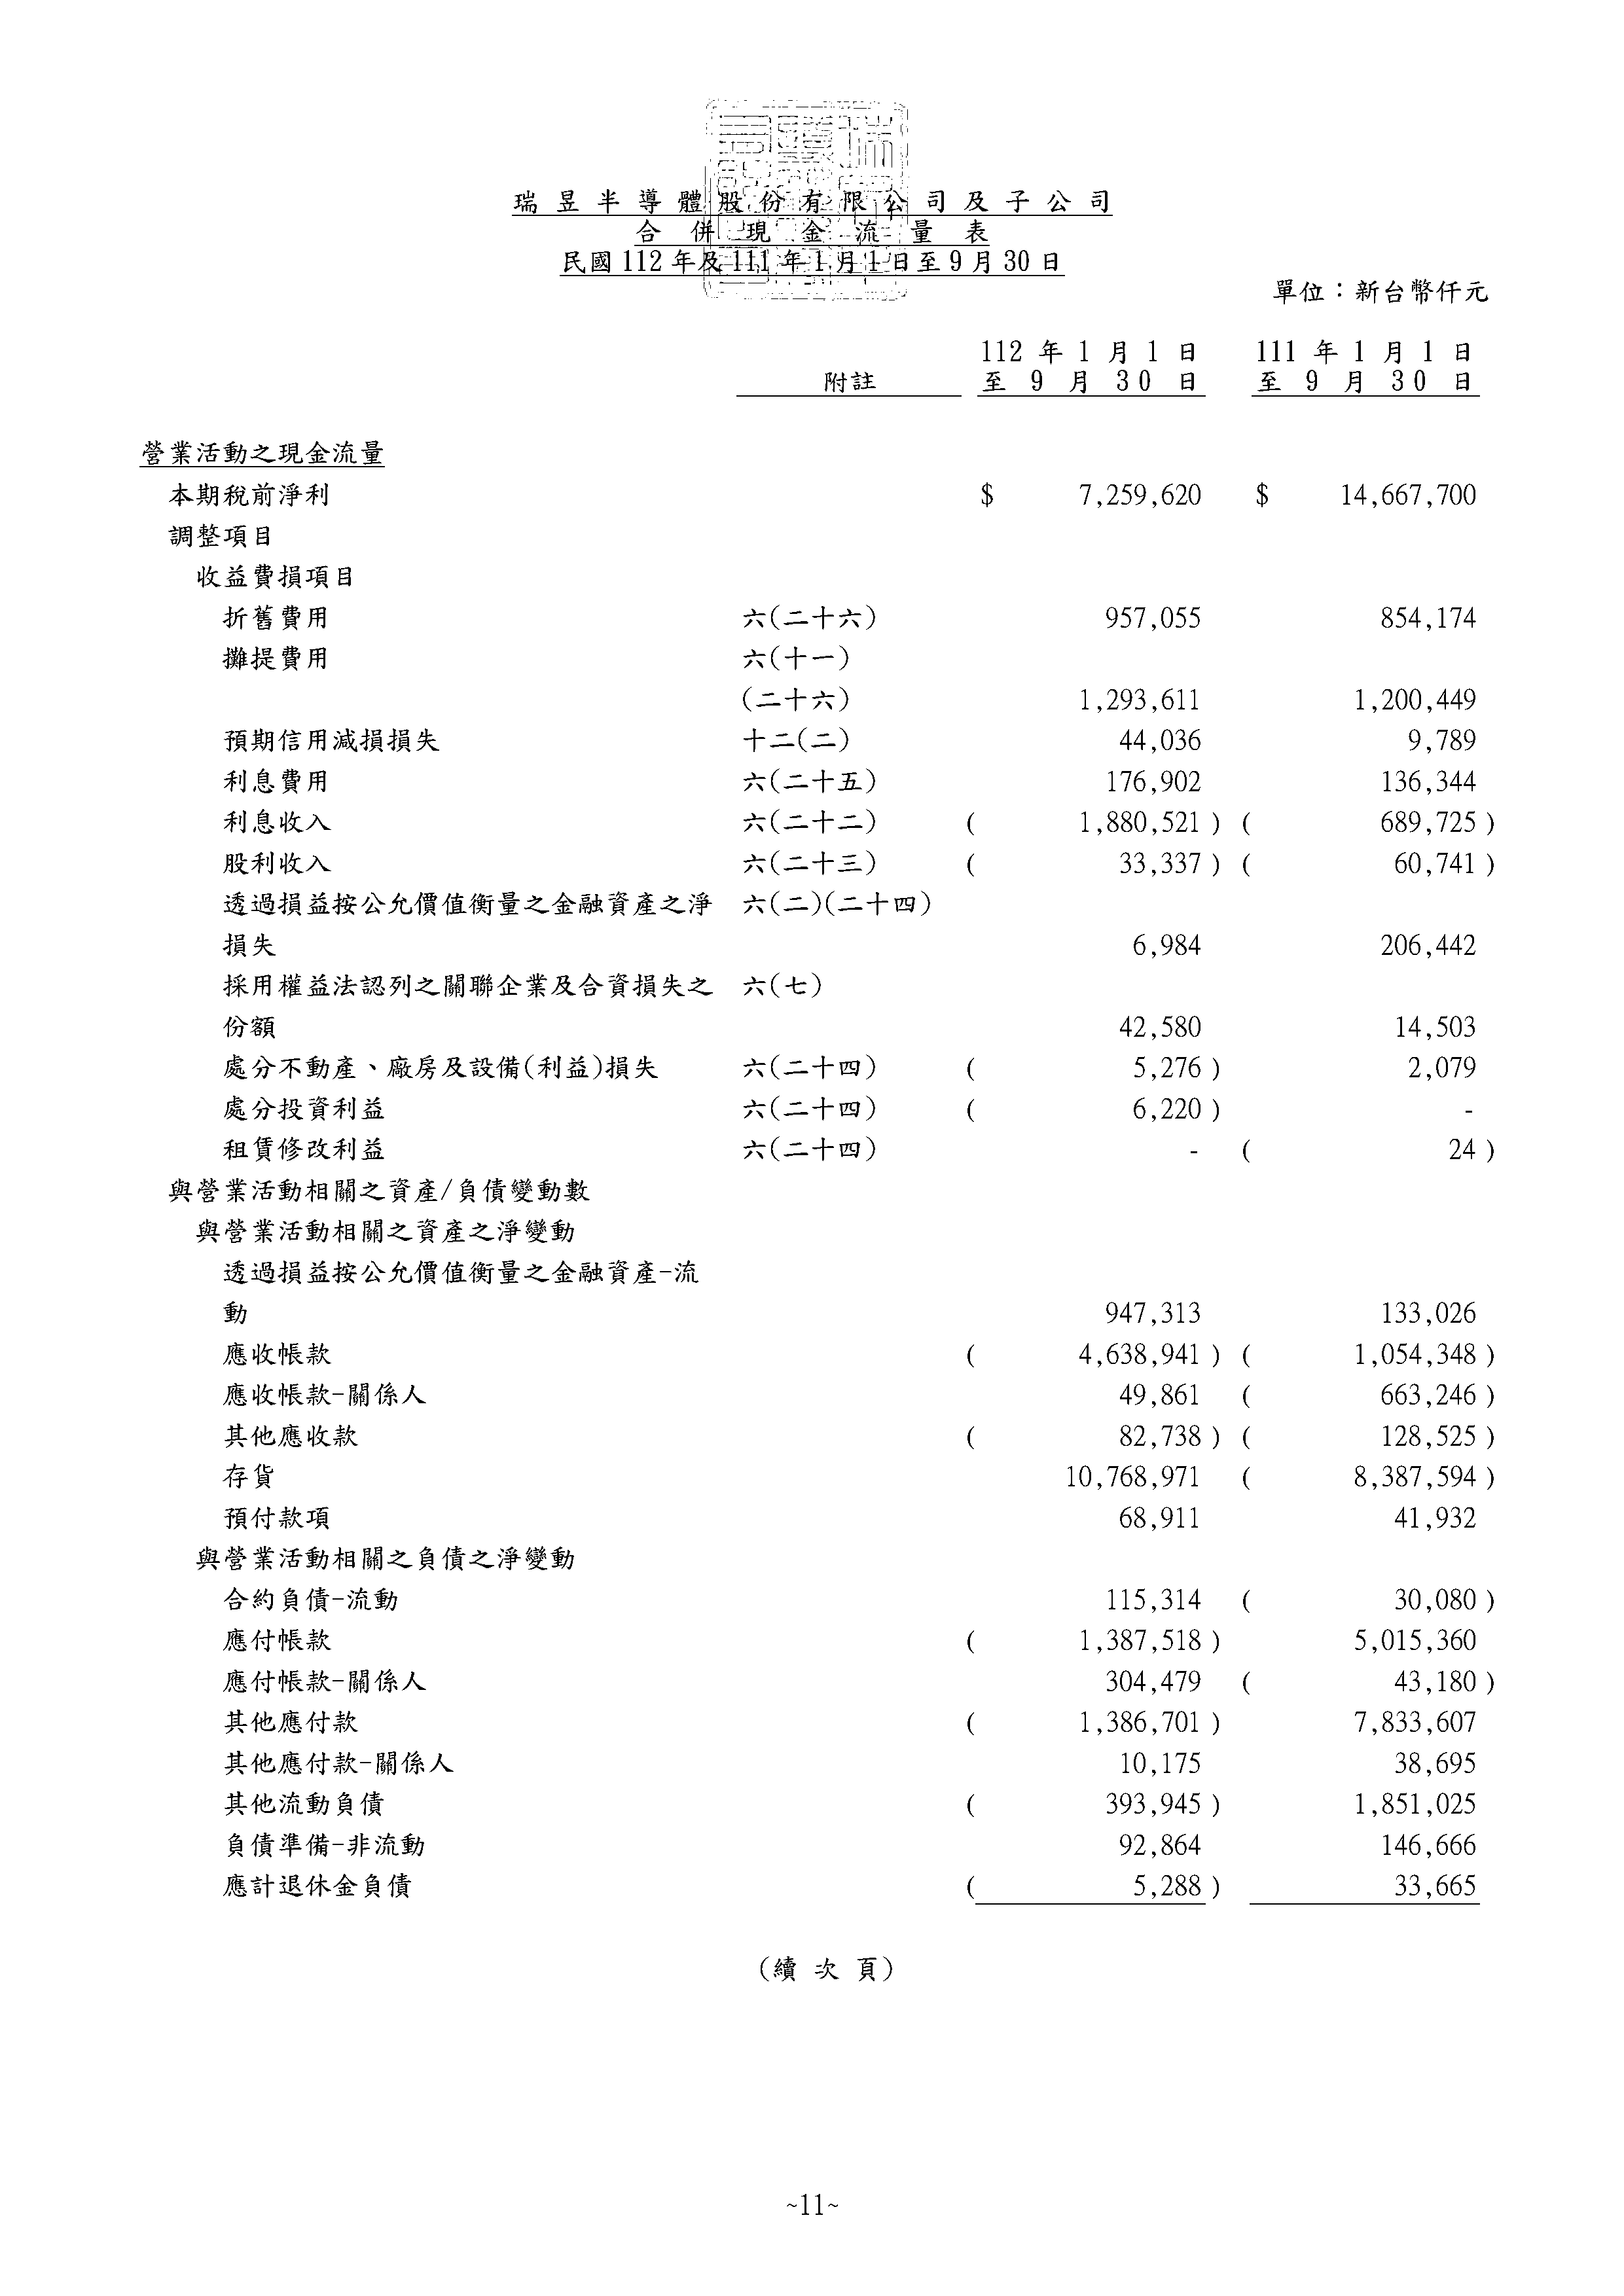 瑞昱半導體股份有限公司及子公司
合併現金流量表
民國112年及111年1月1日至9月30日
單位：新台幣仟元
112年1月1日 111年1月1日
附註 至9月30日 至9月30日
營業活動之現金流量
本期稅前淨利 $ 7,259,620 $ 14,667,700
調整項目
收益費損項目
折舊費用 六(二十六) 957,055 854,174
攤提費用 六(十一)
(二十六) 1,293,611 1,200,449
預期信用減損損失 十二(二) 44,036 9,789
利息費用 六(二十五) 176,902 136,344
利息收入 六(二十二) ( 1,880,521 ) ( 689,725 )
股利收入 六(二十三) ( 33,337 ) ( 60,741 )
透過損益按公允價值衡量之金融資產之淨 六(二)(二十四)
損失 6,984 206,442
採用權益法認列之關聯企業及合資損失之 六(七)
份額 42,580 14,503
處分不動產、廠房及設備(利益)損失 六(二十四) ( 5,276 ) 2,079
處分投資利益 六(二十四) ( 6,220 ) -
租賃修改利益 六(二十四) - ( 24 )
與營業活動相關之資產/負債變動數
與營業活動相關之資產之淨變動
透過損益按公允價值衡量之金融資產-流
動 947,313 133,026
應收帳款 ( 4,638,941 ) ( 1,054,348 )
應收帳款-關係人 49,861 ( 663,246 )
其他應收款 ( 82,738 ) ( 128,525 )
存貨 10,768,971 ( 8,387,594 )
預付款項 68,911 41,932
與營業活動相關之負債之淨變動
合約負債-流動 115,314 ( 30,080 )
應付帳款 ( 1,387,518 ) 5,015,360
應付帳款-關係人 304,479 ( 43,180 )
其他應付款 ( 1,386,701 ) 7,833,607
其他應付款-關係人 10,175 38,695
其他流動負債 ( 393,945 ) 1,851,025
負債準備-非流動 92,864 146,666
應計退休金負債 ( 5,288 ) 33,665
(續次頁)
~11~